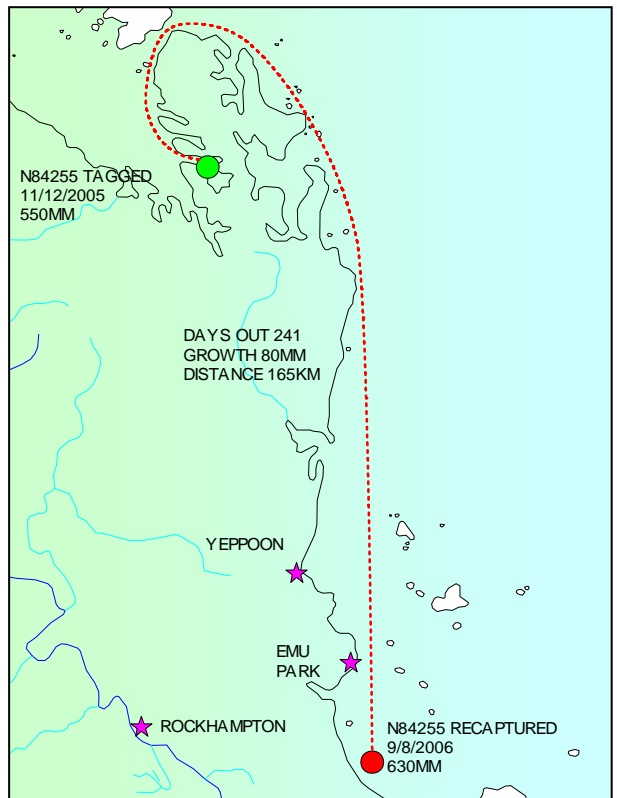 N84255 TAGGED
11/12/2005
550MM
DAYS OUT 241
GROWTH 80MM
DISTANCE 165KM
YEPPOON
EMU
PARK
ROCKHAMPTON
N84255 RECAPTURED
9/8/2006
630MM